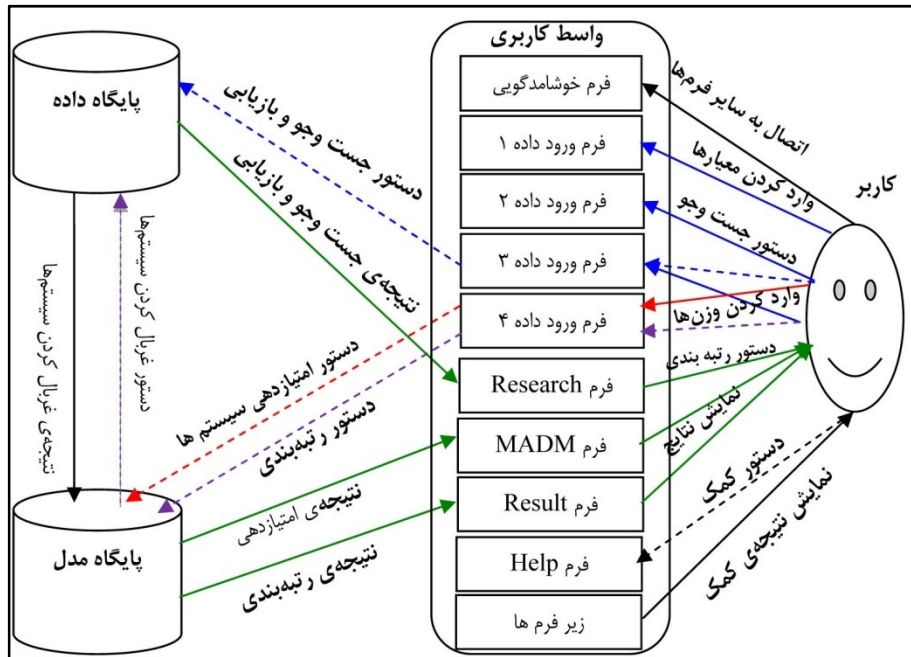 واسط کاربری
فرم خوشامدگویی
فرم ورود داده ۱
فرم ورود داده ۲
فرم ورود داده ۳
فرم ورود داده ۴
فرم Research
فرم MADM
فرم Result
فرم Help
زیر فرم ها
کاربر
اتصال به سایر فرم‌ها
وارد کردن معیارها
دستور جست وجو
وارد کردن وزن‌ها
دستور رتبه بندی
نمایش نتایج
دستور کمک
نمایش نتیجه‌ی کمک
دستور جست وجو و بازیابی
نتیجه‌ی جست وجو و بازیابی
دستور امتیازدهی سیستم ها
دستور رتبه‌بندی
نتیجه‌ی امتیازدهی
نتیجه‌ی رتبه‌بندی
پایگاه داده
دستور غربال کردن سیستم‌ها
نتیجه‌ی غربال کردن سیستم‌ها
پایگاه مدل